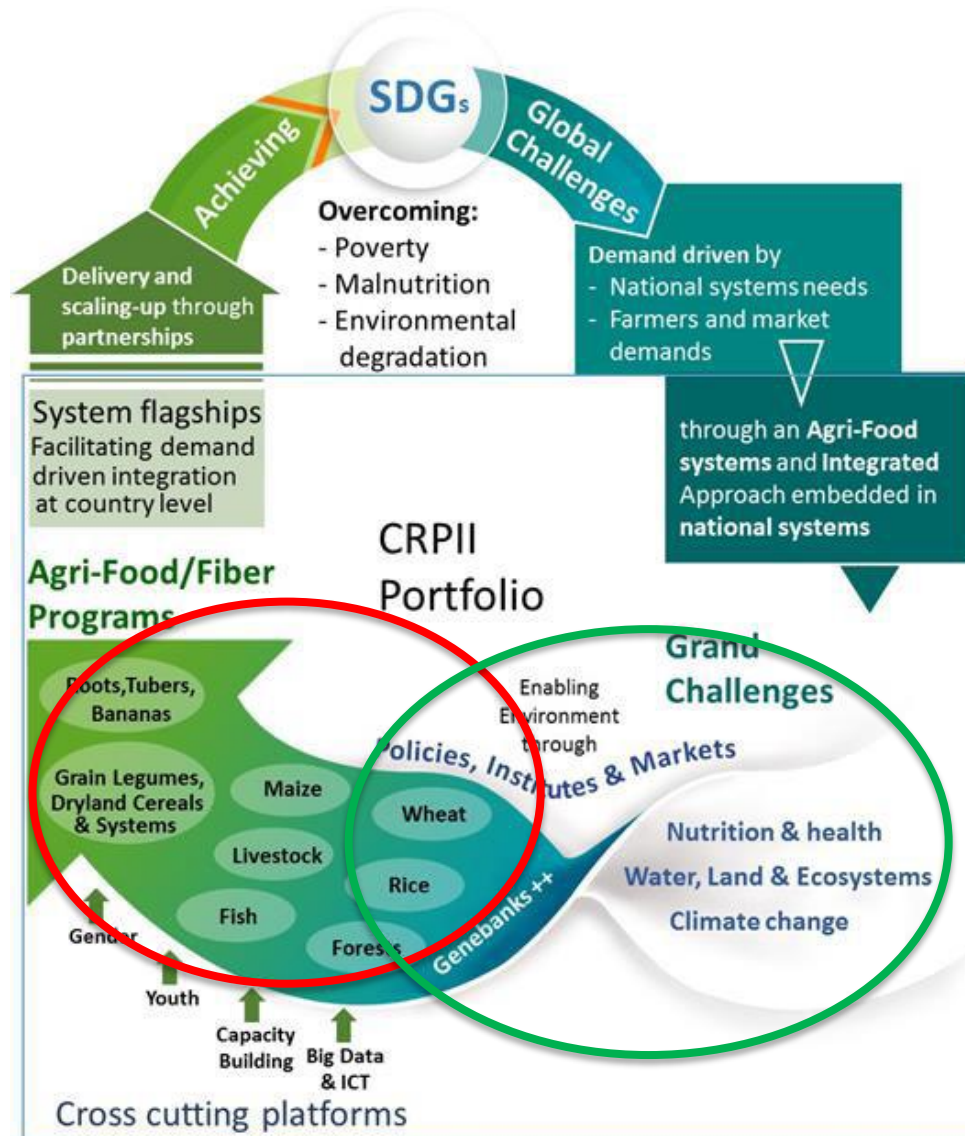 SDGs
Achieving
Global
Challenges
Overcoming:
- Poverty
- Malnutrition
- Environmental
degradation
Delivery and
scaling-up through
partnerships
Demand driven by
- National systems needs
- Farmers and market
demands
System flagships
Facilitating demand
driven integration
at country level
through an Agri-Food
systems and Integrated
Approach embedded in
national systems
CRPII
Portfolio
Agri-Food/Fiber
Programs
Grand
Challenges
Enabling
Environment
through
Policies, Institutes & Markets
Roots,Tubers,
Bananas
Grain Legumes,
Dryland Cereals
& Systems
Maize
Wheat
Livestock
Rice
Fish
Forests
Genebanks ++
Nutrition & health
Water, Land & Ecosystems
Climate change
Gender
Youth
Capacity
Building
Big Data
& ICT
Cross cutting platforms